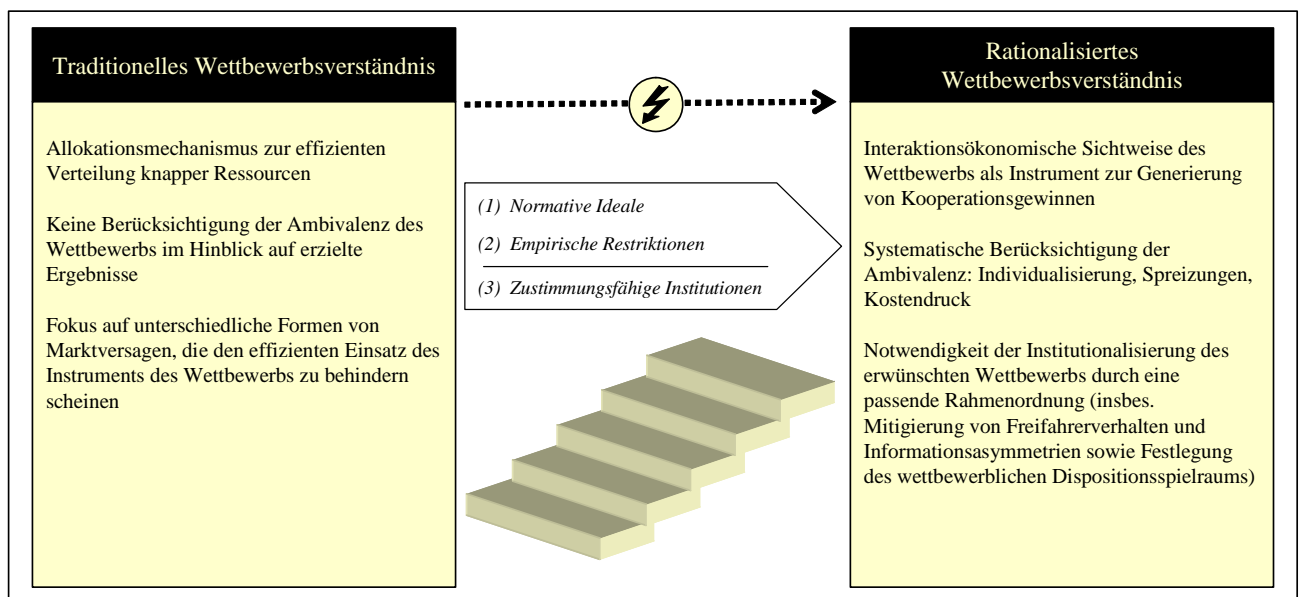 Traditionelles Wettbewerbsverständnis
Allokationsmechanismus zur effizienten
Verteilung knapper Ressourcen
Keine Berücksichtigung der Ambivalenz des
Wettbewerbs im Hinblick auf erzielte
Ergebnisse
Fokus auf unterschiedliche Formen von
Marktversagen, die den effizienten Einsatz des
Instruments des Wettbewerbs zu behindern
scheinen
(1) Normative Ideale
(2) Empirische Restriktionen
(3) Zustimmungsfähige Institutionen
Rationalisiertes
Wettbewerbsverständnis
Interaktionsökonomische Sichtweise des
Wettbewerbs als Instrument zur Generierung
von Kooperationsgewinnen
Systematische Berücksichtigung der
Ambivalenz: Individualisierung, Spreizungen,
Kostendruck
Notwendigkeit der Institutionalisierung des
erwünschten Wettbewerbs durch eine
passende Rahmenordnung (insbes.
Mitigierung von Freifahrerverhalten und
Informationsasymmetrien sowie Festlegung
des wettbewerblichen Dispositionsspielraums)